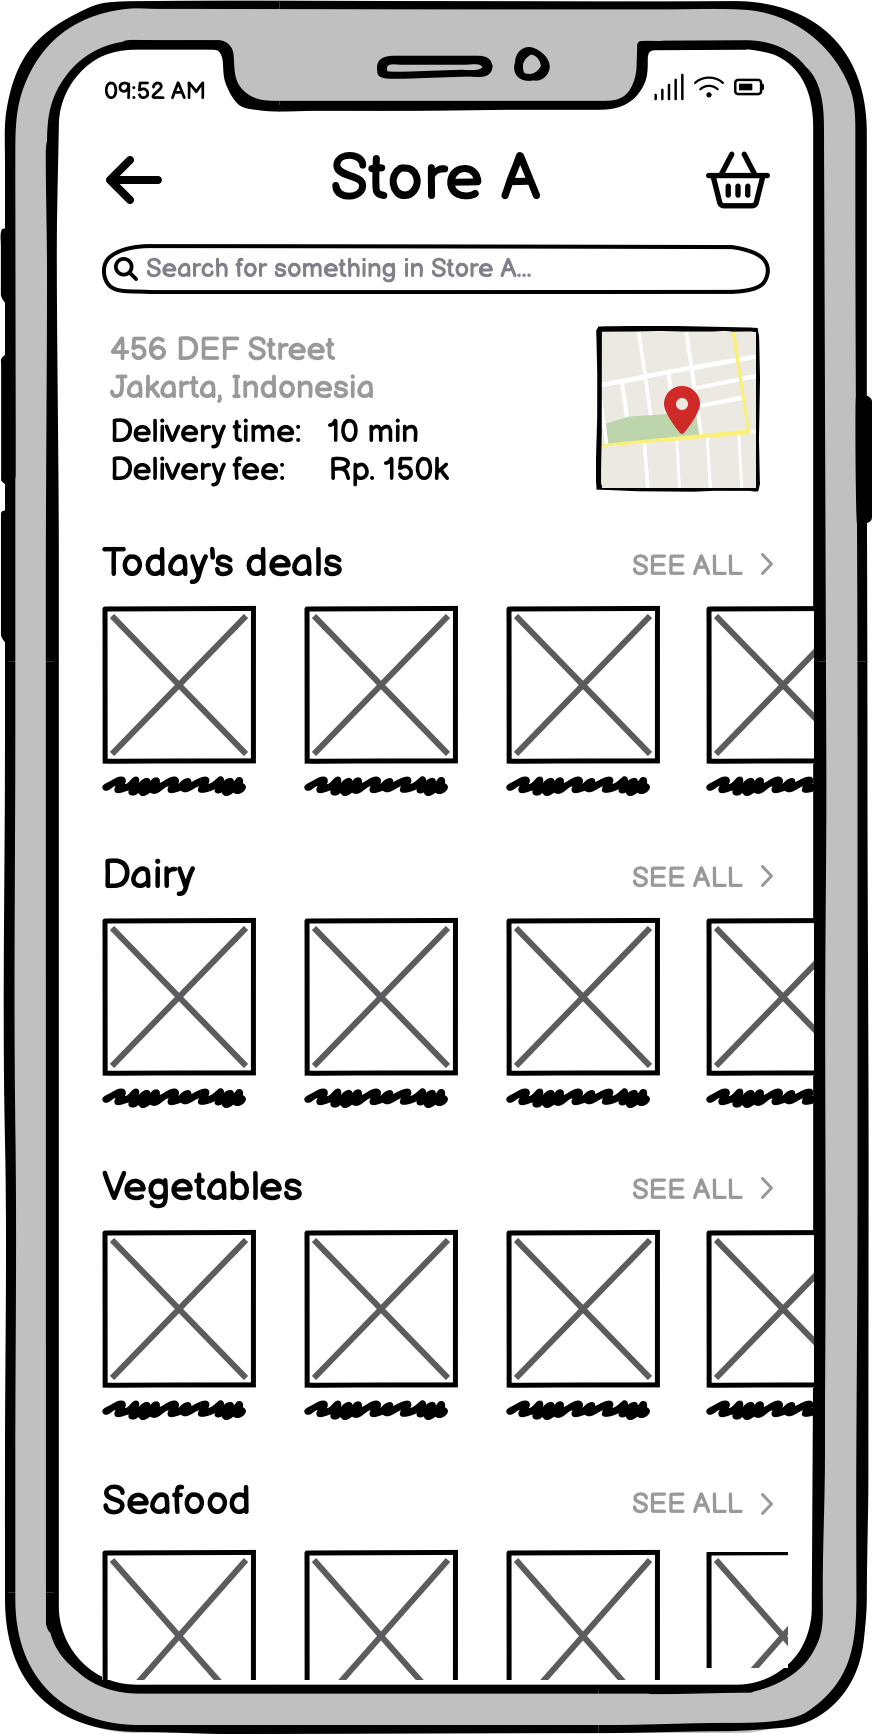 09:52 AM
Store A
Search for something in Store A...
456 DEF Street
Jakarta, Indonesia
Delivery time: 10 min
Delivery fee: Rp. 150k
Today's deals SEE ALL >
Dairy SEE ALL >
Vegetables SEE ALL >
Seafood SEE ALL >